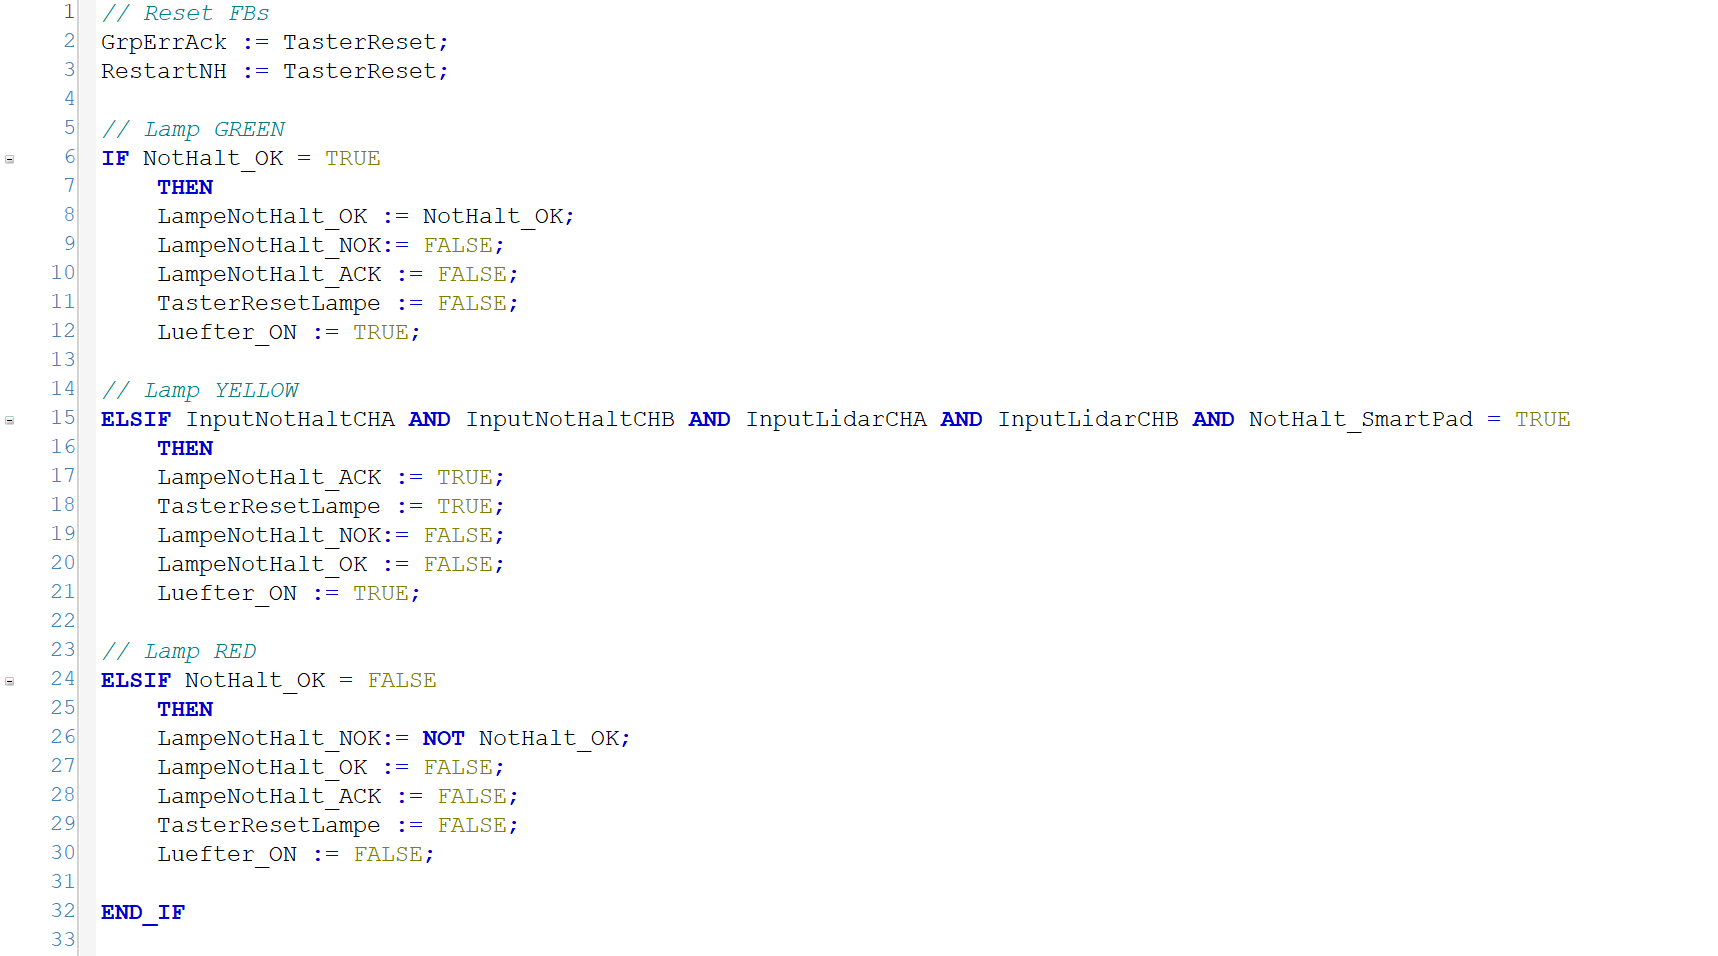 1 // Reset FBs
2 GrpErrAck := TasterReset;
3 RestartNH := TasterReset;
4
5 // Lamp GREEN
6 IF NotHalt_OK = TRUE
7 THEN
8 LampeNotHalt_OK := NotHalt_OK;
9 LampeNotHalt_NOK:= FALSE;
10 LampeNotHalt_ACK := FALSE;
11 TasterResetLampe := FALSE;
12 Luefter_ON := TRUE;
13
14 // Lamp YELLOW
15 ELSIF InputNotHaltCHA AND InputNotHaltCHB AND InputLidarCHA AND InputLidarCHB AND NotHalt_SmartPad = TRUE
16 THEN
17 LampeNotHalt_ACK := TRUE;
18 TasterResetLampe := TRUE;
19 LampeNotHalt_NOK:= FALSE;
20 LampeNotHalt_OK := FALSE;
21 Luefter_ON := TRUE;
22
23 // Lamp RED
24 ELSIF NotHalt_OK = FALSE
25 THEN
26 LampeNotHalt_NOK:= NOT NotHalt_OK;
27 LampeNotHalt_OK := FALSE;
28 LampeNotHalt_ACK := FALSE;
29 TasterResetLampe := FALSE;
30 Luefter_ON := FALSE;
31
32 END_IF
33